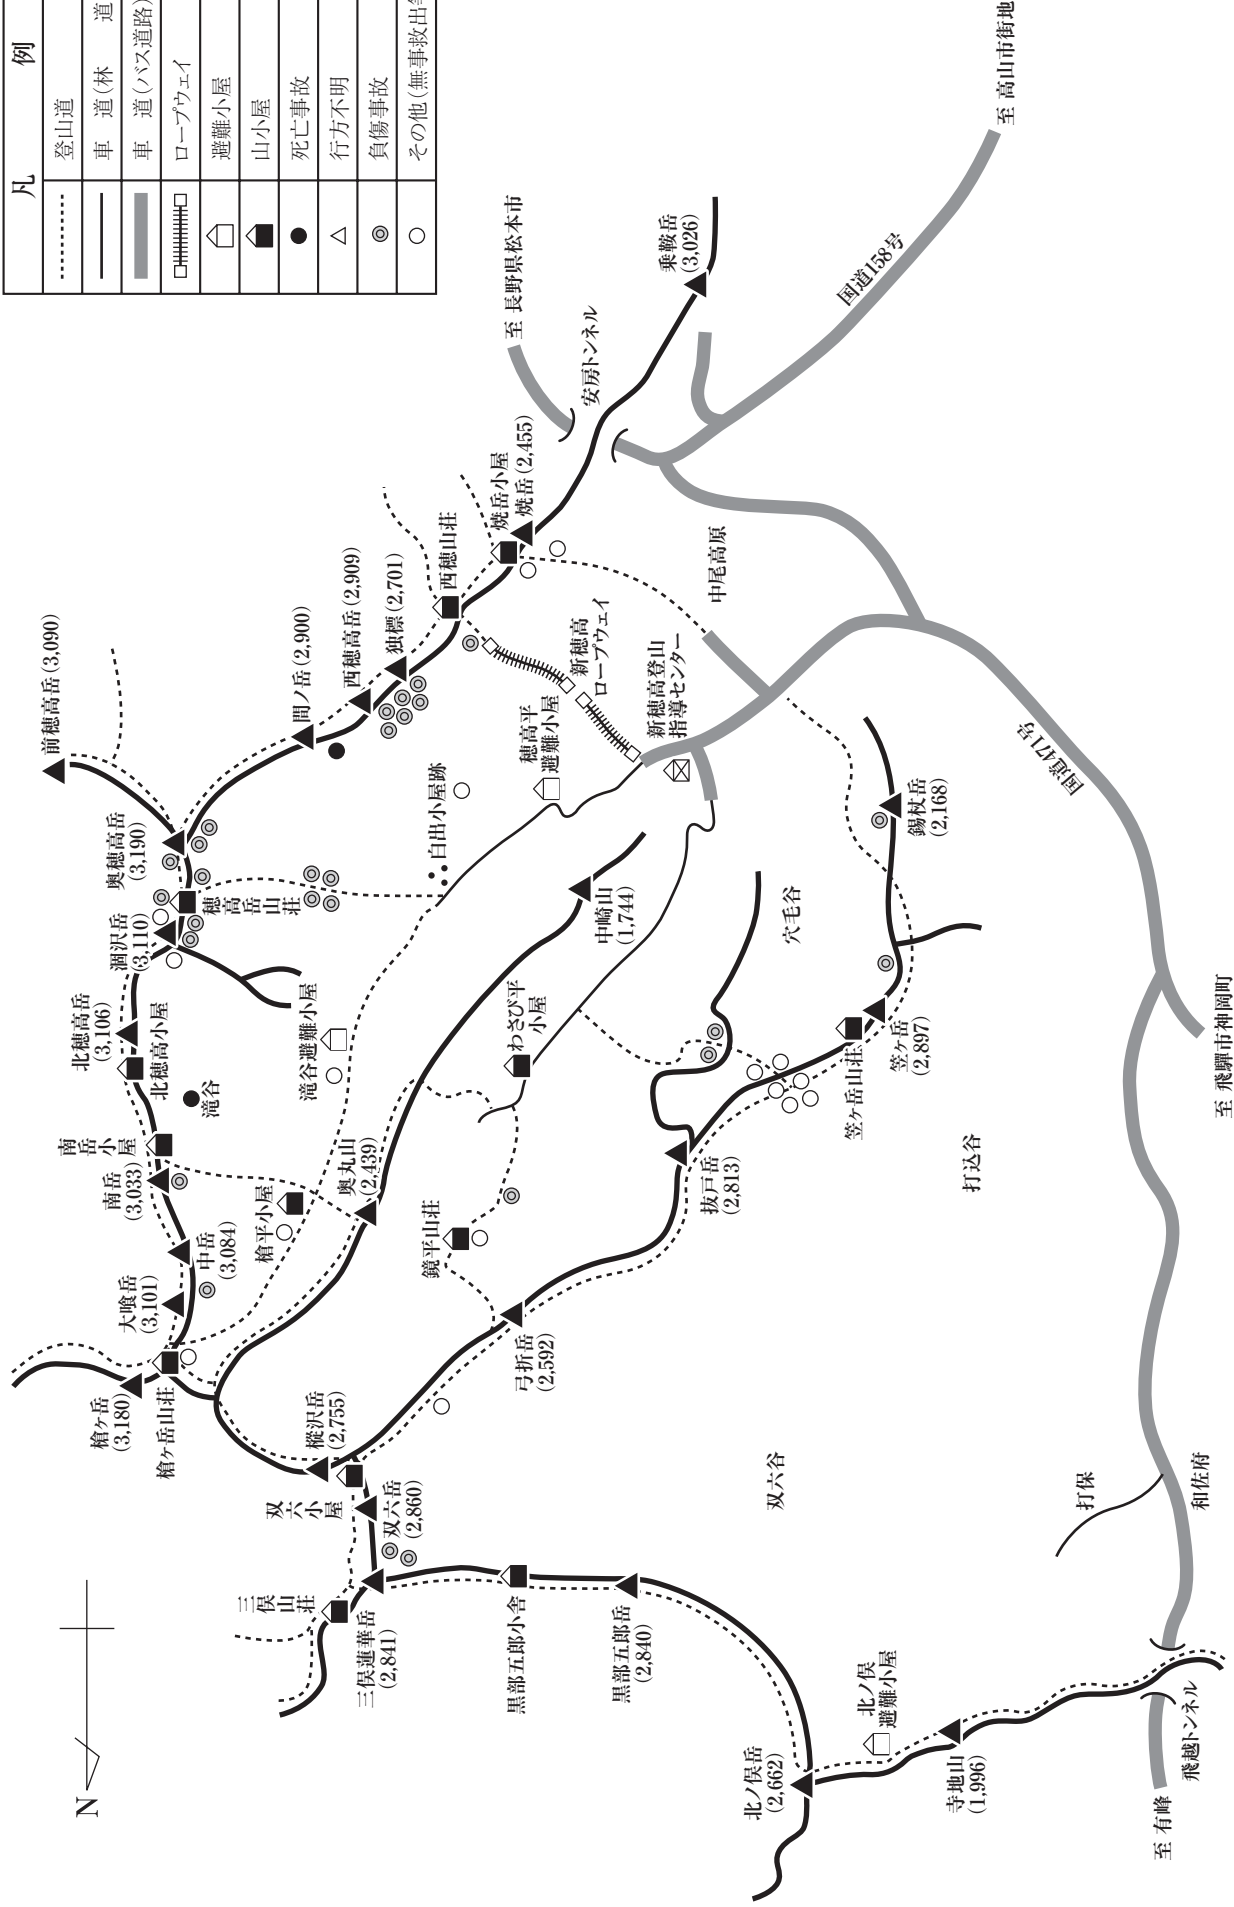 凡　例
登山道
車　道（林　道
車　道（バス道路）
ロープウェイ
避難小屋
山小屋
死亡事故
行方不明
負傷事故
その他（無事救出
N
至 有峰
飛越トンネル
寺地山
(1,996)
北ノ俣
避難小屋
北ノ俣岳
(2,662)
黒部五郎岳
(2,840)
黒部五郎小舎
三俣蓮華岳
(2,841)
三俣山荘
双六岳
(2,860)
双六小屋
樅沢岳
(2,755)
槍ヶ岳
(3,180)
槍ヶ岳山荘
大喰岳
(3,101)
中岳
(3,084)
南岳
(3,033)
南岳小屋
槍平小屋
奥丸山
(2,439)
滝谷
滝谷避難小屋
北穂高岳
(3,106)
北穂高小屋
涸沢岳
(3,110)
穂高岳山荘
奥穂高岳
(3,190)
前穂高岳(3,090)
間ノ岳(2,900)
西穂高岳(2,909)
独標(2,701)
西穂山荘
焼岳小屋
焼岳(2,455)
白出小屋跡
穂高平
避難小屋
新穂高
ロープウェイ
新穂高登山
指導センター
中尾高原
安房トンネル
至 長野県松本市
乗鞍岳
(3,026)
国道158号
至 高山市街地
国道471号
至 飛騨市神岡町
中崎山
(1,744)
わさび平
小屋
鏡平山荘
弓折岳
(2,592)
抜戸岳
(2,813)
穴毛谷
笠ヶ岳山荘
笠ヶ岳
(2,897)
錫杖岳
(2,168)
打込谷
双六谷
打保
和佐府